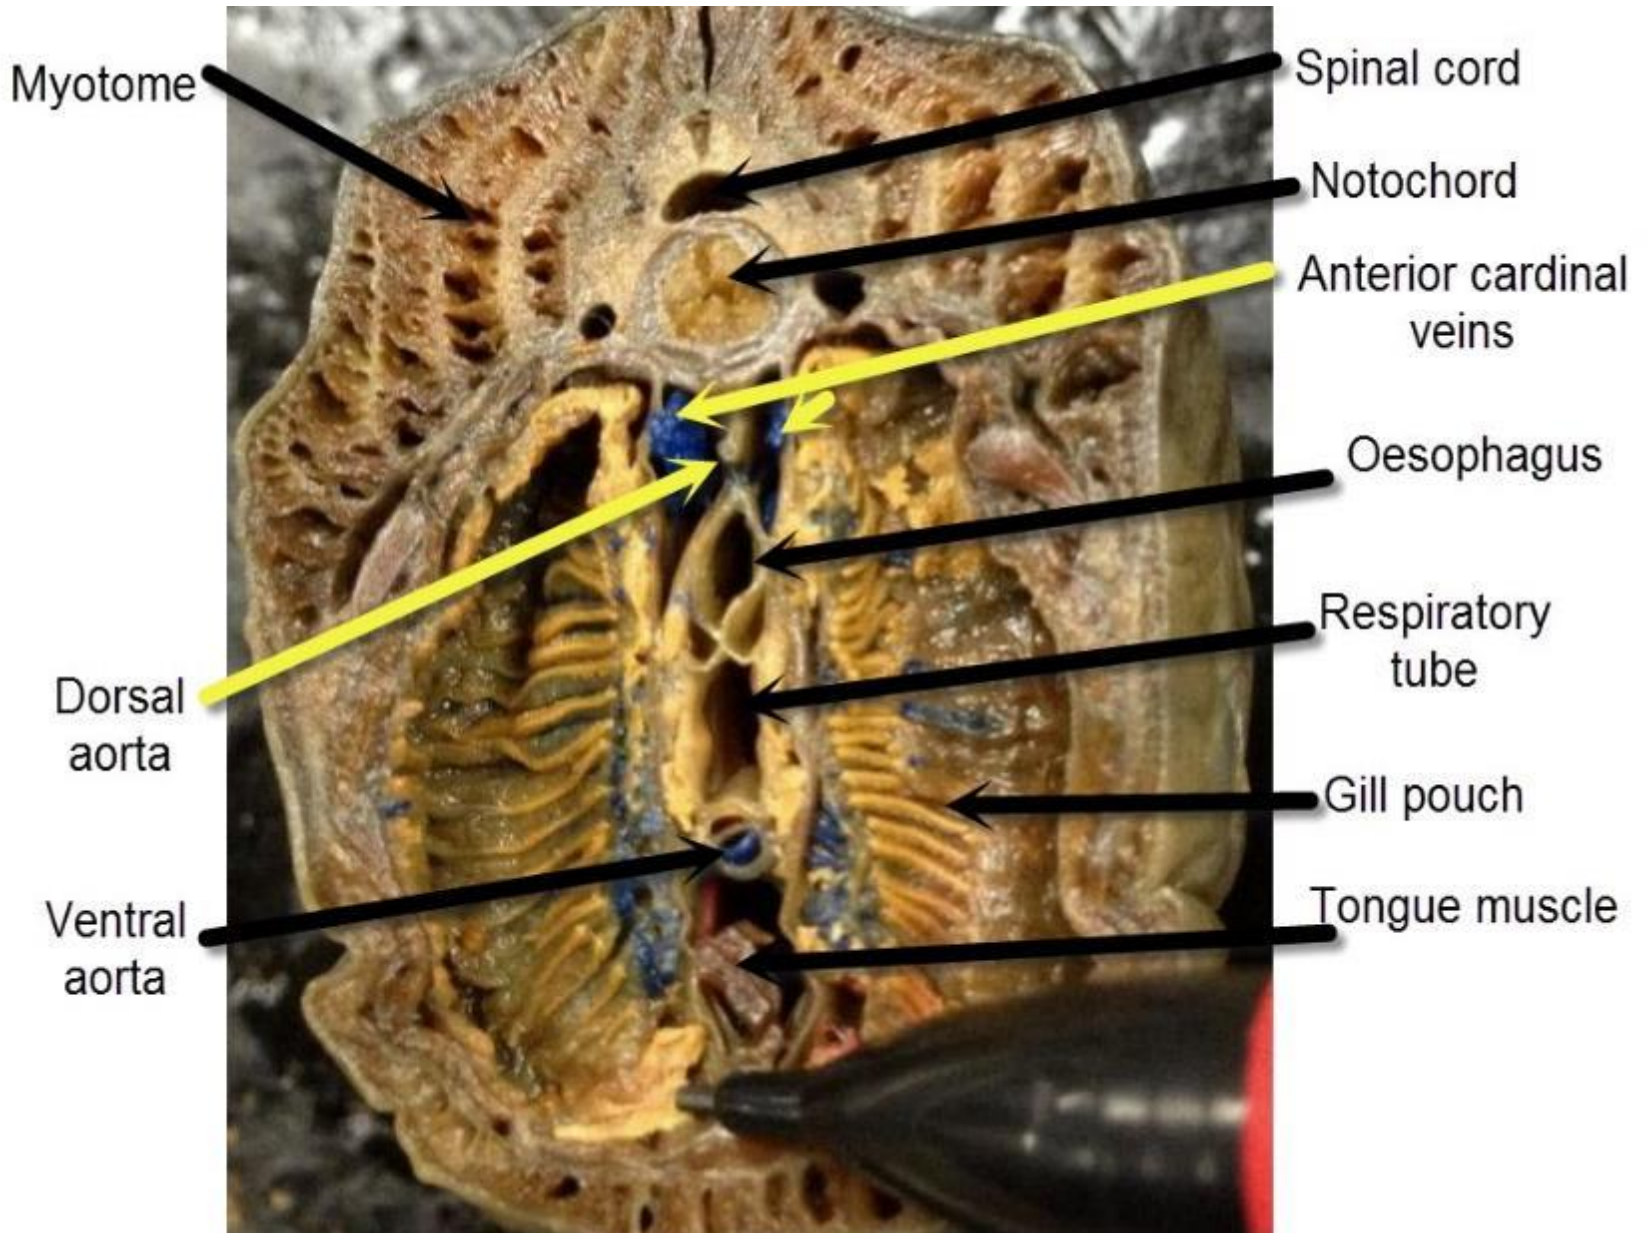 Myotome
Spinal cord
Notochord
Anterior cardinal
veins
Oesophagus
Respiratory
tube
Dorsal
aorta
Gill pouch
Ventral
aorta
Tongue muscle